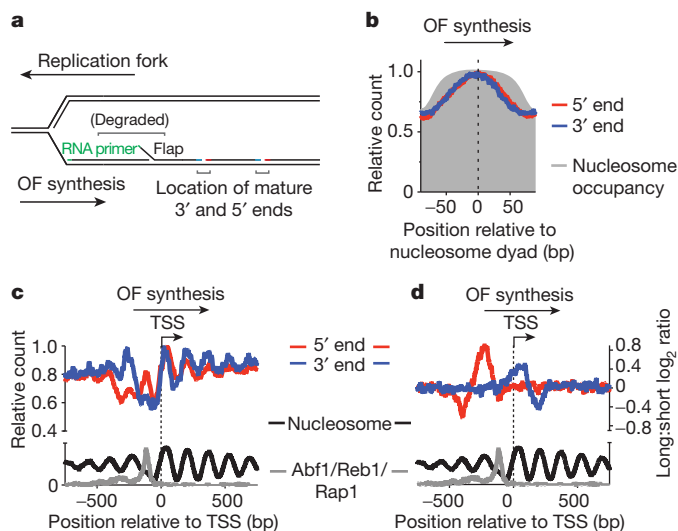 a
Replication fork
(Degraded)
RNA primer
Flap
OF synthesis
Location of mature
3′ and 5′ ends
b
OF synthesis
Relative count
1.0
0.5
0
−50
0
50
Position relative to
nucleosome dyad (bp)
5′ end
3′ end
Nucleosome
occupancy
c
OF synthesis
TSS
Relative count
1.0
0.8
0.6
0.4
0
−500
0
500
Position relative to TSS (bp)
5′ end
3′ end
Nucleosome
Abf1/Reb1/
Rap1
d
OF synthesis
TSS
0.8
0.4
0
−0.4
−0.8
Long:short log2 ratio
0
−500
0
500
Position relative to TSS (bp)